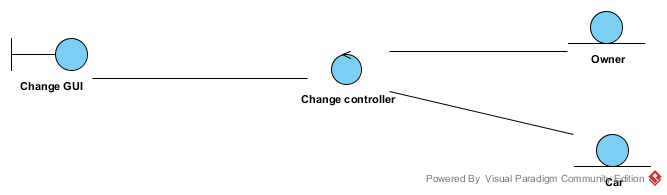 Owner
Change GUI
Change controller
Powered By Visual Paradigm Community Edition
Car